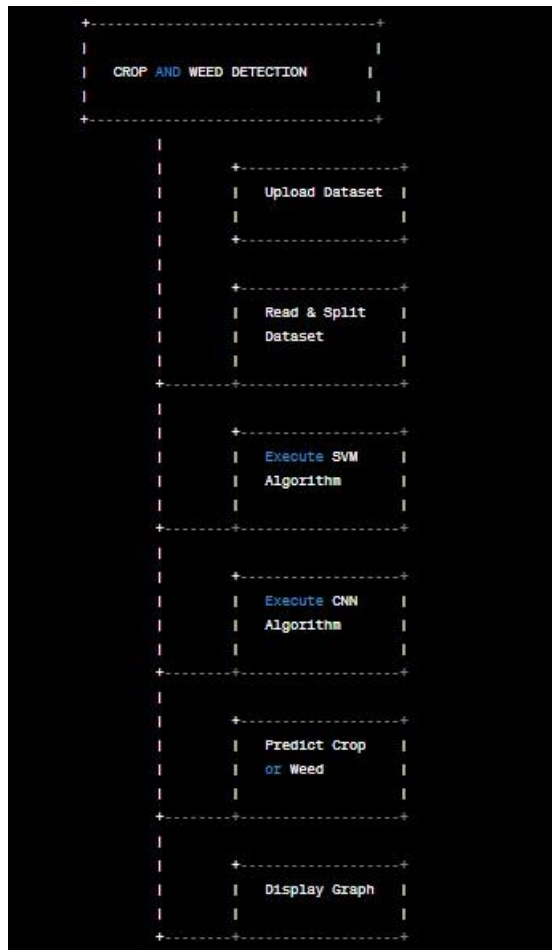 CROP AND WEED DETECTION
Upload Dataset
Read & Split
Dataset
Execute SVM
Algorithm
Execute CNN
Algorithm
Predict Crop
or Weed
Display Graph